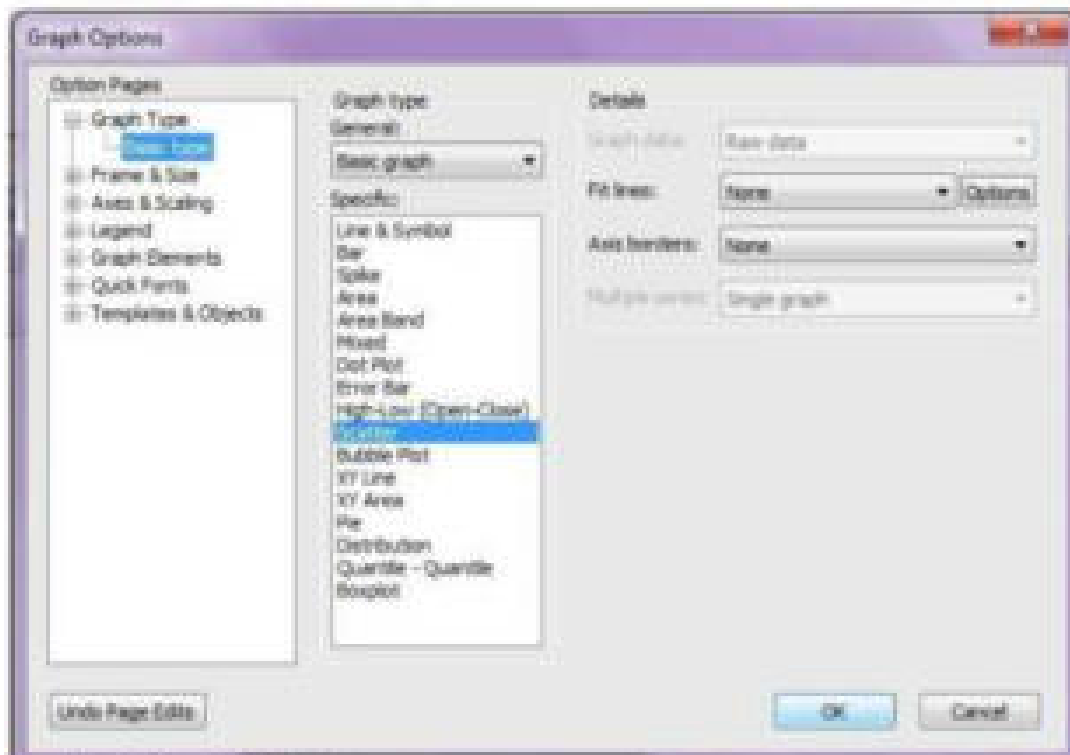 Graph Options
Option Pages
Graph Type
Basic type
Frame & Size
Axes & Scaling
Legend
Graph Elements
Quick Fonts
Templates & Objects
Graph type
General:
Basic graph
Specific:
Line & Symbol
Bar
Spike
Area
Area Band
Mixed
Dot Plot
Error Bar
High-Low (Open-Close)
Scatter
Bubble Plot
XY Line
XY Area
Pie
Distribution
Quantile - Quantile
Boxplot
Details
Graph data: Raw data
Fit lines: None Options
Axis borders: None
Multiple series: Single graph
Undo Page Edits
OK Cancel